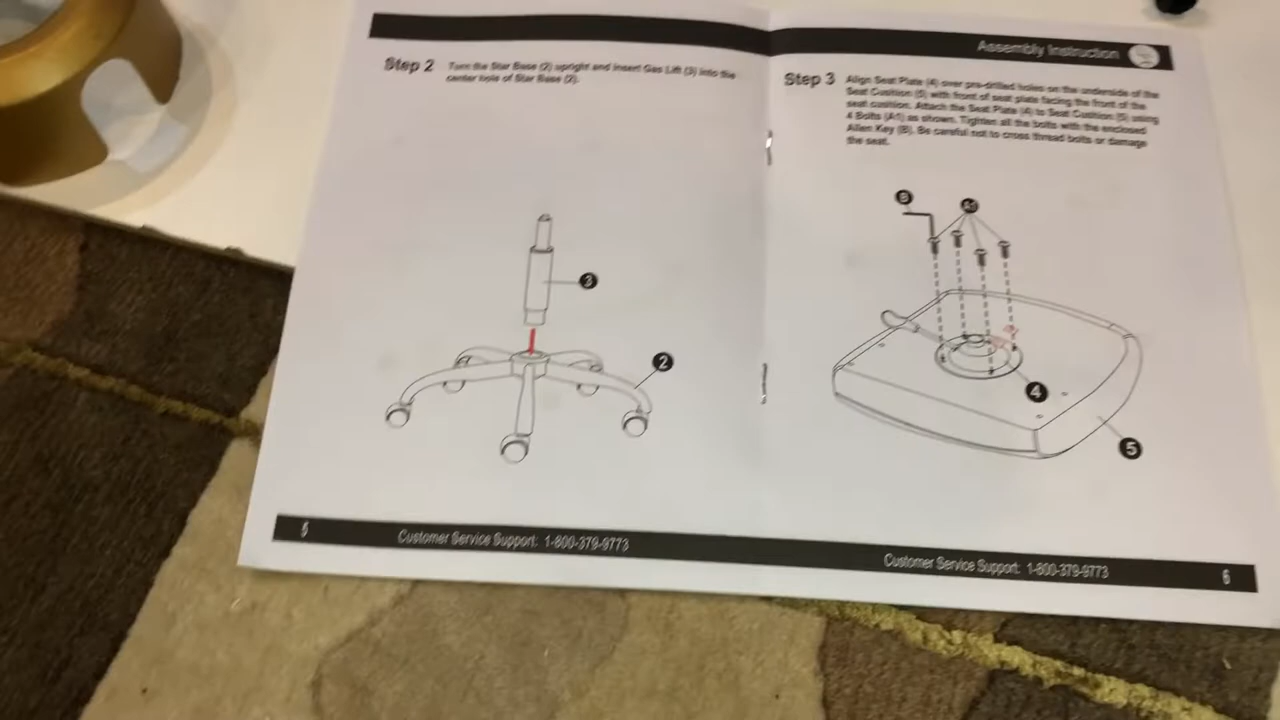 Step 2 Turn the Star Base (2) upright and insert Gas Lift (3) into the
center hole of Star Base (2).
3
2
5
Customer Service Support: 1-800-379-9773
Assembly Instruction
Step 3 Align Seat Plate (4) over pre-drilled holes on the underside of the
Seat Cushion (5) with front of seat plate facing the front of the
seat cushion. Attach the Seat Plate (4) to Seat Cushion (5) using
4 Bolts (A1) as shown. Tighten all the bolts with the enclosed
Allen Key (B). Be careful not to cross thread bolts or damage
the seat.
B
A1
4
5
Customer Service Support: 1-800-379-9773
6